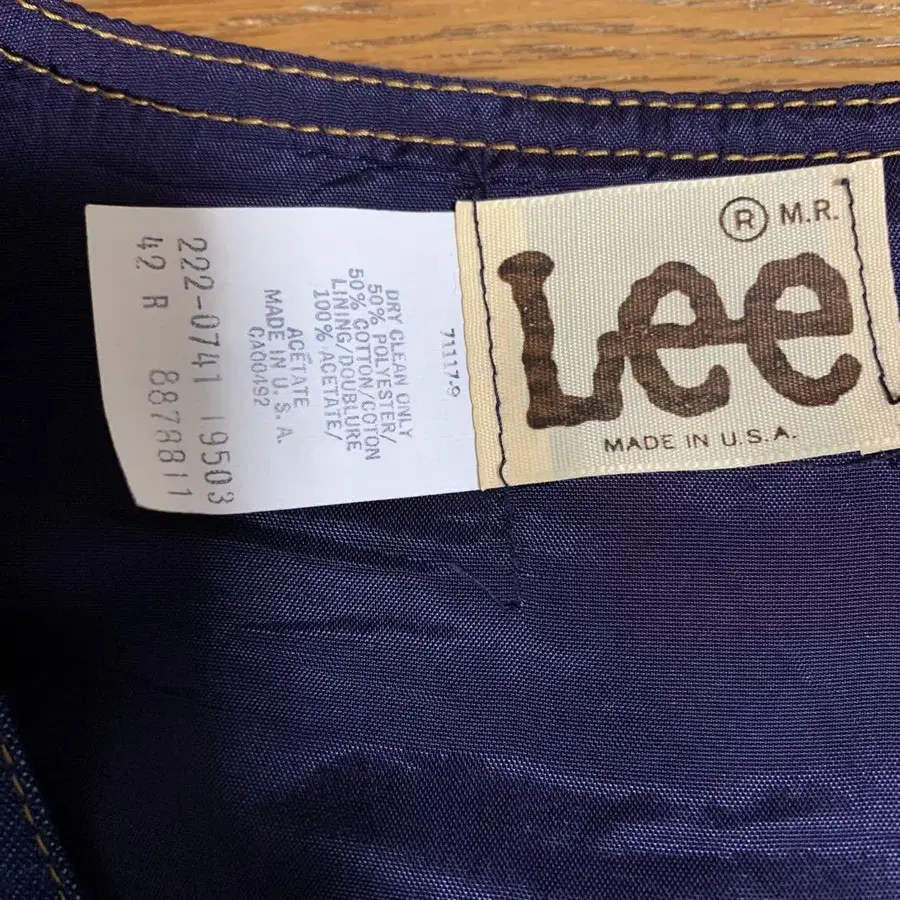 ® M.R.
Lee
MADE IN U.S.A.
71117-9
DRY CLEAN ONLY
50% POLYESTER/
50% COTTON/COTON
LINING/DOUBLURE
100% ACETATE/
ACÉTATE
MADE IN U.S.A.
CA00492
222-0741 19503
42 R 8878811